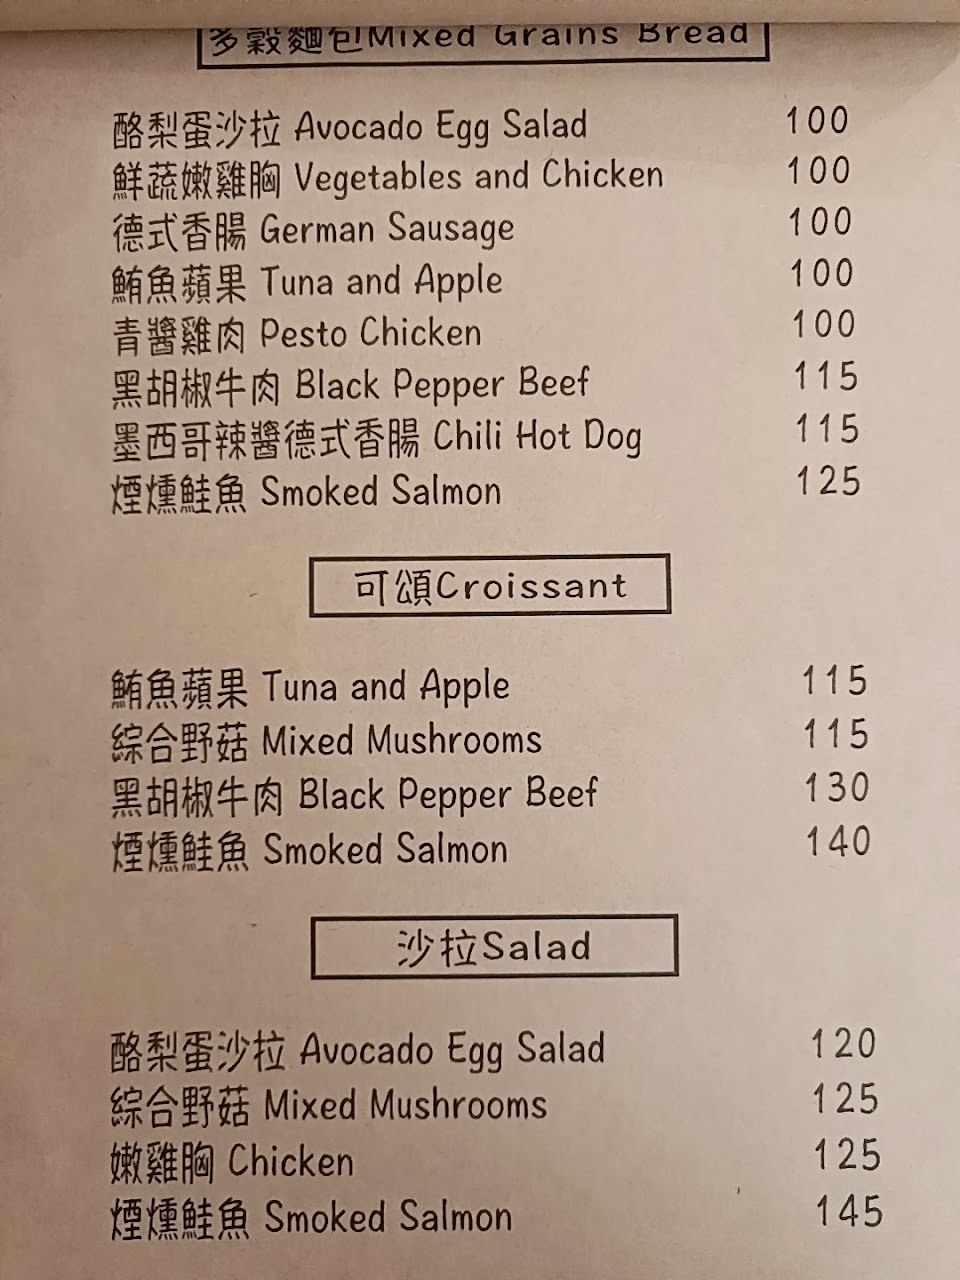 多穀麵包Mixed Grains Bread
酪梨蛋沙拉 Avocado Egg Salad 100
鮮蔬嫩雞胸 Vegetables and Chicken 100
德式香腸 German Sausage 100
鮪魚蘋果 Tuna and Apple 100
青醬雞肉 Pesto Chicken 100
黑胡椒牛肉 Black Pepper Beef 115
墨西哥辣醬德式香腸 Chili Hot Dog 115
煙燻鮭魚 Smoked Salmon 125
可頌Croissant
鮪魚蘋果 Tuna and Apple 115
綜合野菇 Mixed Mushrooms 115
黑胡椒牛肉 Black Pepper Beef 130
煙燻鮭魚 Smoked Salmon 140
沙拉Salad
酪梨蛋沙拉 Avocado Egg Salad 120
綜合野菇 Mixed Mushrooms 125
嫩雞胸 Chicken 125
煙燻鮭魚 Smoked Salmon 145